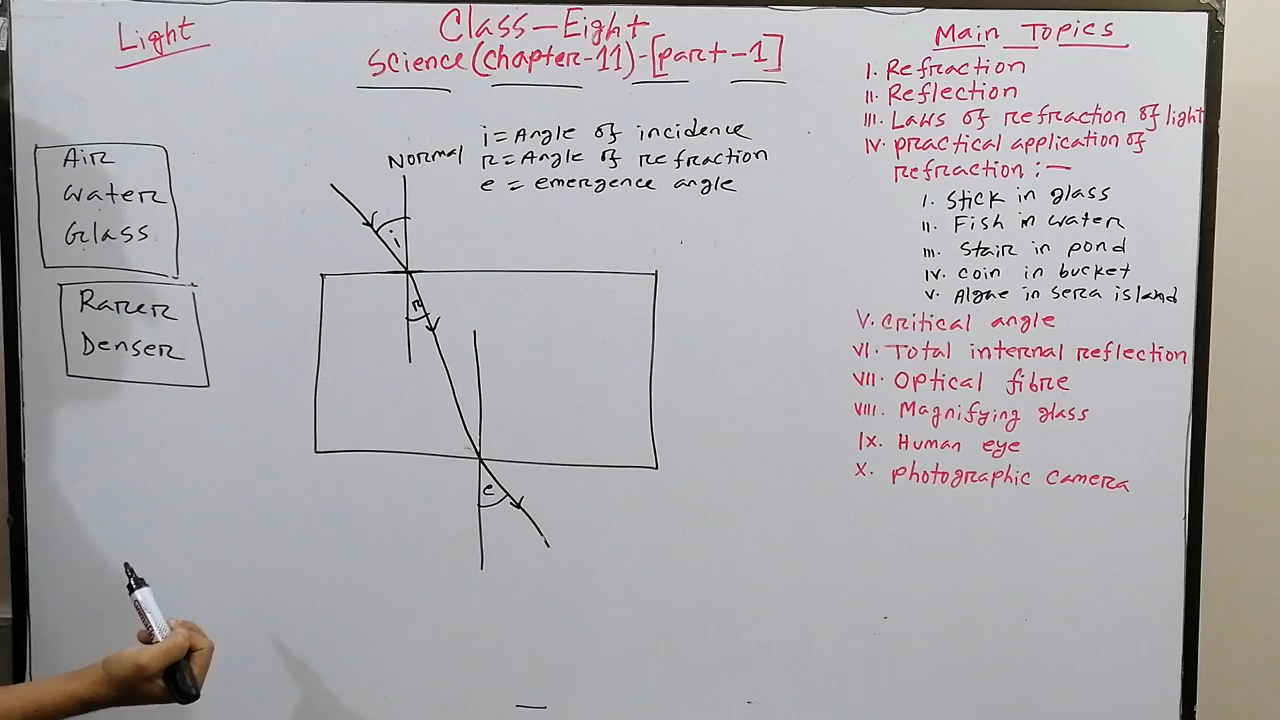 Light
Class-Eight
Science (chapter-11)-[part-1]
Air
Water
Glass
Rarer
Denser
i = Angle of incidence
r = Angle of refraction
e = emergence angle
Normal
i
r
e
Main Topics
I. Refraction
II. Reflection
III. Laws of refraction of light
IV. practical application of
refraction :-
I. Stick in glass
II. Fish in water
III. Stair in pond
IV. coin in bucket
V. Algae in sera island
V. Critical angle
VI. Total internal reflection
VII. Optical fibre
VIII. Magnifying glass
IX. Human eye
X. photographic camera